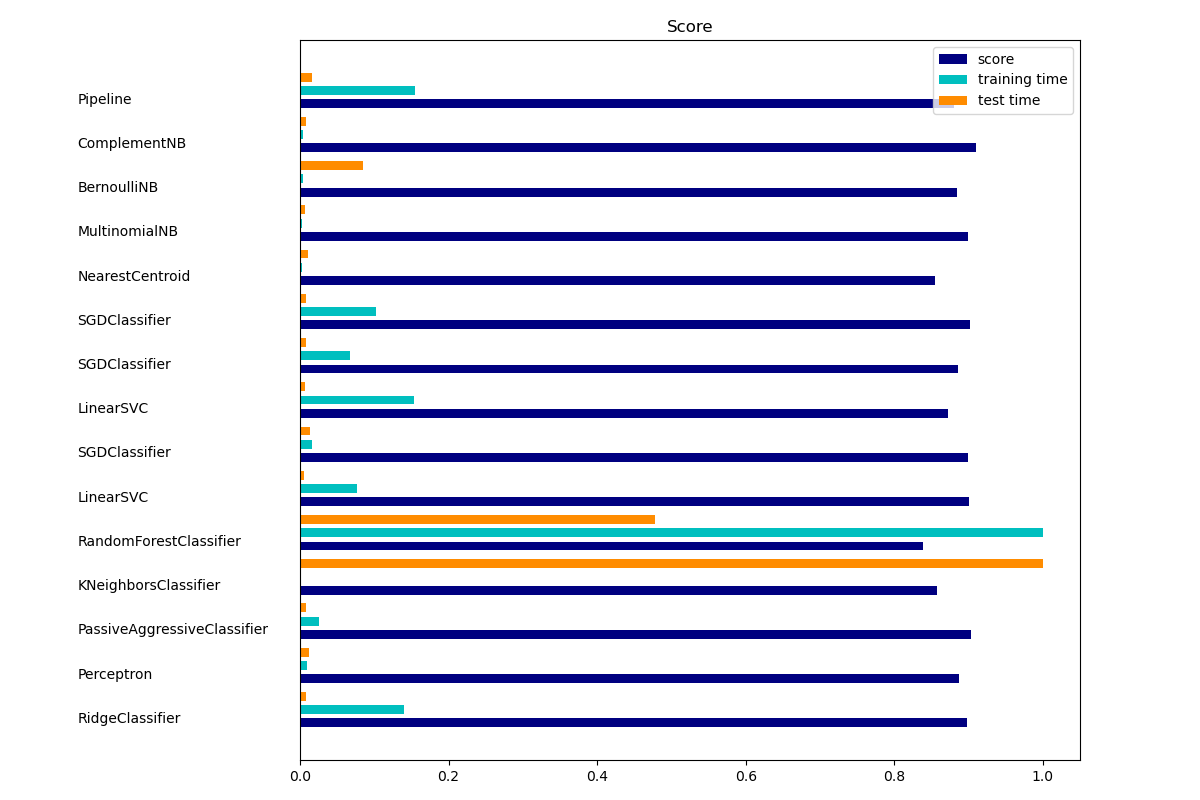 Score
score
training time
test time
Pipeline
ComplementNB
BernoulliNB
MultinomialNB
NearestCentroid
SGDClassifier
SGDClassifier
LinearSVC
SGDClassifier
LinearSVC
RandomForestClassifier
KNeighborsClassifier
PassiveAggressiveClassifier
Perceptron
RidgeClassifier
0.0 0.2 0.4 0.6 0.8 1.0